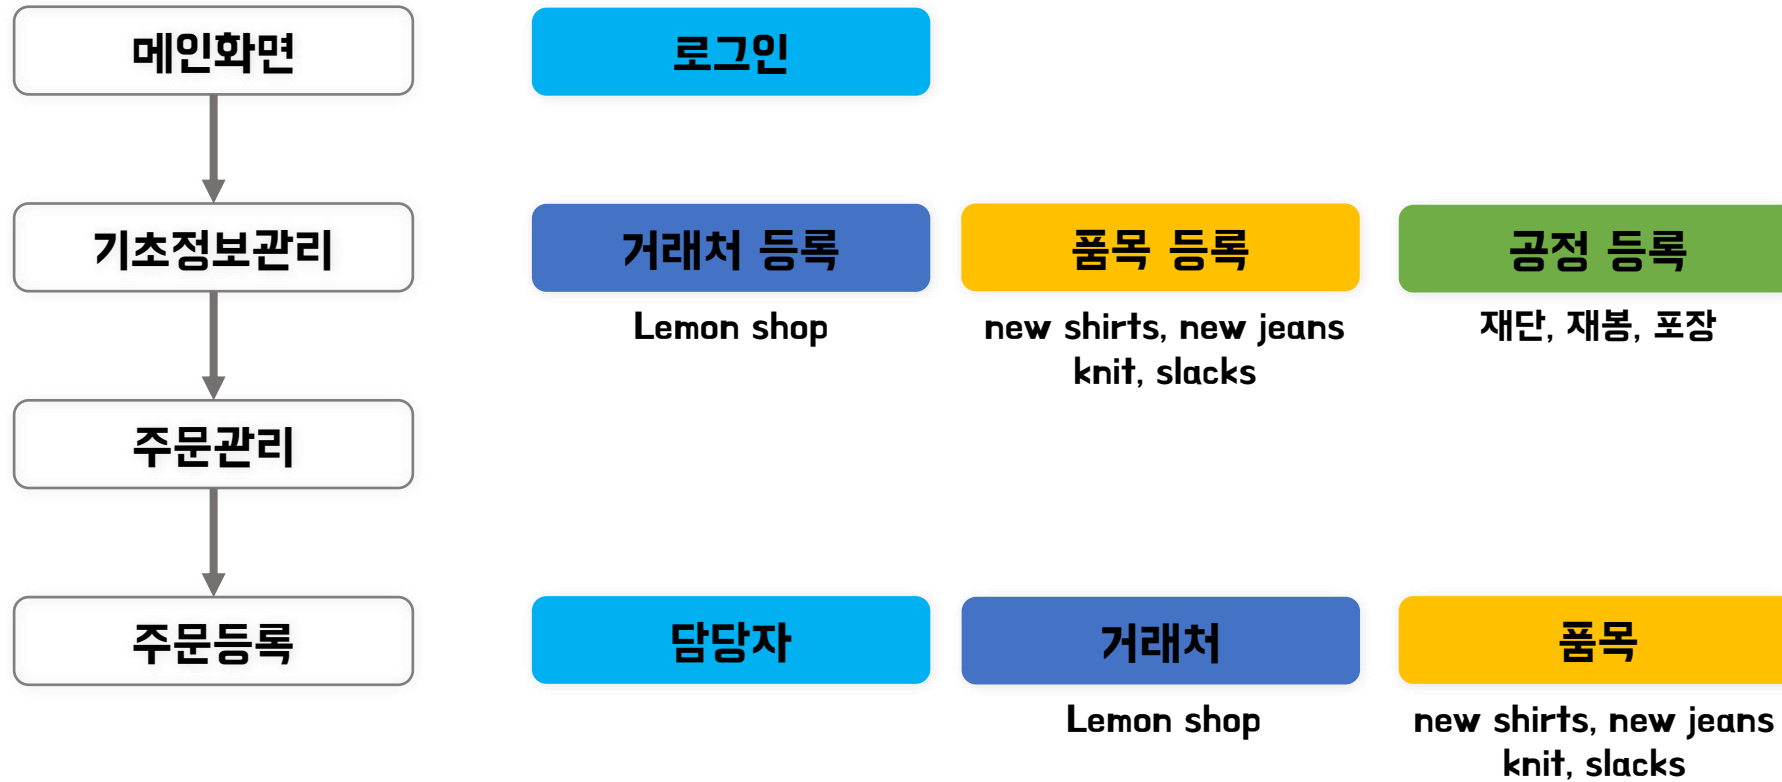 메인화면
로그인
기초정보관리
거래처 등록
품목 등록
공정 등록
Lemon shop
new shirts, new jeans
knit, slacks
재단, 재봉, 포장
주문관리
주문등록
담당자
거래처
품목
Lemon shop
new shirts, new jeans
knit, slacks